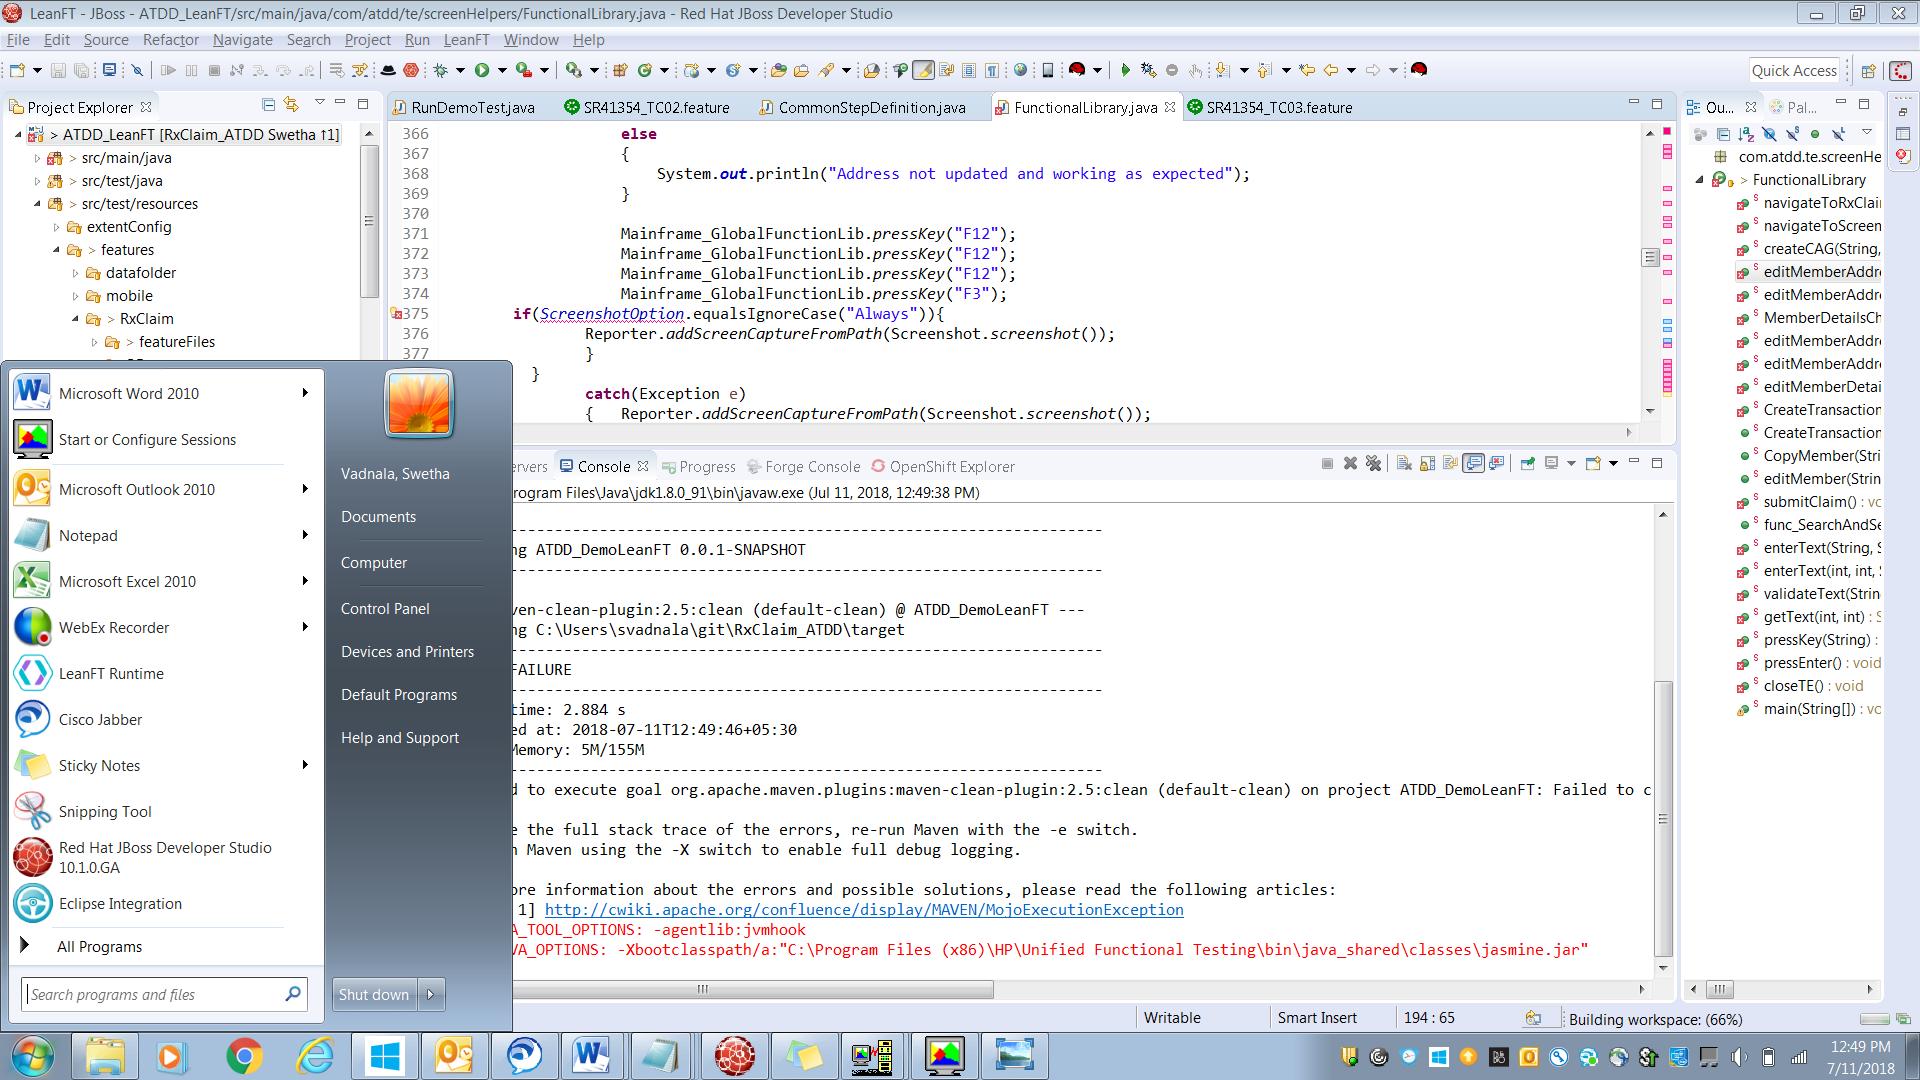 LeanFT - JBoss - ATDD_LeanFT/src/main/java/com/atdd/te/screenHelpers/FunctionalLibrary.java - Red Hat JBoss Developer Studio
File Edit Source Refactor Navigate Search Project Run LeanFT Window Help
Quick Access
Project Explorer
> ATDD_LeanFT [RxClaim_ATDD Swetha ↑1]
> src/main/java
> src/test/java
> src/test/resources
extentConfig
> features
datafolder
mobile
> RxClaim
> featureFiles
RunDemoTest.java SR41354_TC02.feature CommonStepDefinition.java FunctionalLibrary.java SR41354_TC03.feature
366 else
367 {
368 System.out.println("Address not updated and working as expected");
369 }
370
371 Mainframe_GlobalFunctionLib.pressKey("F12");
372 Mainframe_GlobalFunctionLib.pressKey("F12");
373 Mainframe_GlobalFunctionLib.pressKey("F12");
374 Mainframe_GlobalFunctionLib.pressKey("F3");
375 if(ScreenshotOption.equalsIgnoreCase("Always")){
376 Reporter.addScreenCaptureFromPath(Screenshot.screenshot());
377 }
}
catch(Exception e)
{ Reporter.addScreenCaptureFromPath(Screenshot.screenshot());
Ou... Pal...
com.atdd.te.screenHe
> FunctionalLibrary
navigateToRxClai
navigateToScreen
createCAG(String,
editMemberAddre
editMemberAddr
MemberDetailsCh
editMemberAddr
editMemberAddr
editMemberDetai
CreateTransaction
CreateTransaction
CopyMember(Stri
editMember(Strin
submitClaim() : vo
func_SearchAndSe
enterText(String, S
enterText(int, int,
validateText(Strin
getText(int, int) : S
pressKey(String) :
pressEnter() : void
closeTE() : void
main(String[]) : vo
ervers Console Progress Forge Console OpenShift Explorer
rogram Files\Java\jdk1.8.0_91\bin\javaw.exe (Jul 11, 2018, 12:49:38 PM)
------------------------------------------------------------------
ng ATDD_DemoLeanFT 0.0.1-SNAPSHOT
------------------------------------------------------------------
ven-clean-plugin:2.5:clean (default-clean) @ ATDD_DemoLeanFT ---
ng C:\Users\svadnala\git\RxClaim_ATDD\target
------------------------------------------------------------------
FAILURE
------------------------------------------------------------------
time: 2.884 s
ed at: 2018-07-11T12:49:46+05:30
Memory: 5M/155M
------------------------------------------------------------------
d to execute goal org.apache.maven.plugins:maven-clean-plugin:2.5:clean (default-clean) on project ATDD_DemoLeanFT: Failed to c
e the full stack trace of the errors, re-run Maven with the -e switch.
n Maven using the -X switch to enable full debug logging.
ore information about the errors and possible solutions, please read the following articles:
1] http://cwiki.apache.org/confluence/display/MAVEN/MojoExecutionException
A_TOOL_OPTIONS: -agentlib:jvmhook
VA_OPTIONS: -Xbootclasspath/a:"C:\Program Files (x86)\HP\Unified Functional Testing\bin\java_shared\classes\jasmine.jar"
Microsoft Word 2010
Start or Configure Sessions
Microsoft Outlook 2010
Notepad
Microsoft Excel 2010
WebEx Recorder
LeanFT Runtime
Cisco Jabber
Sticky Notes
Snipping Tool
Red Hat JBoss Developer Studio
10.1.0.GA
Eclipse Integration
All Programs
Search programs and files
Vadnala, Swetha
Documents
Computer
Control Panel
Devices and Printers
Default Programs
Help and Support
Shut down
Writable Smart Insert 194 : 65 Building workspace: (66%)
12:49 PM
7/11/2018